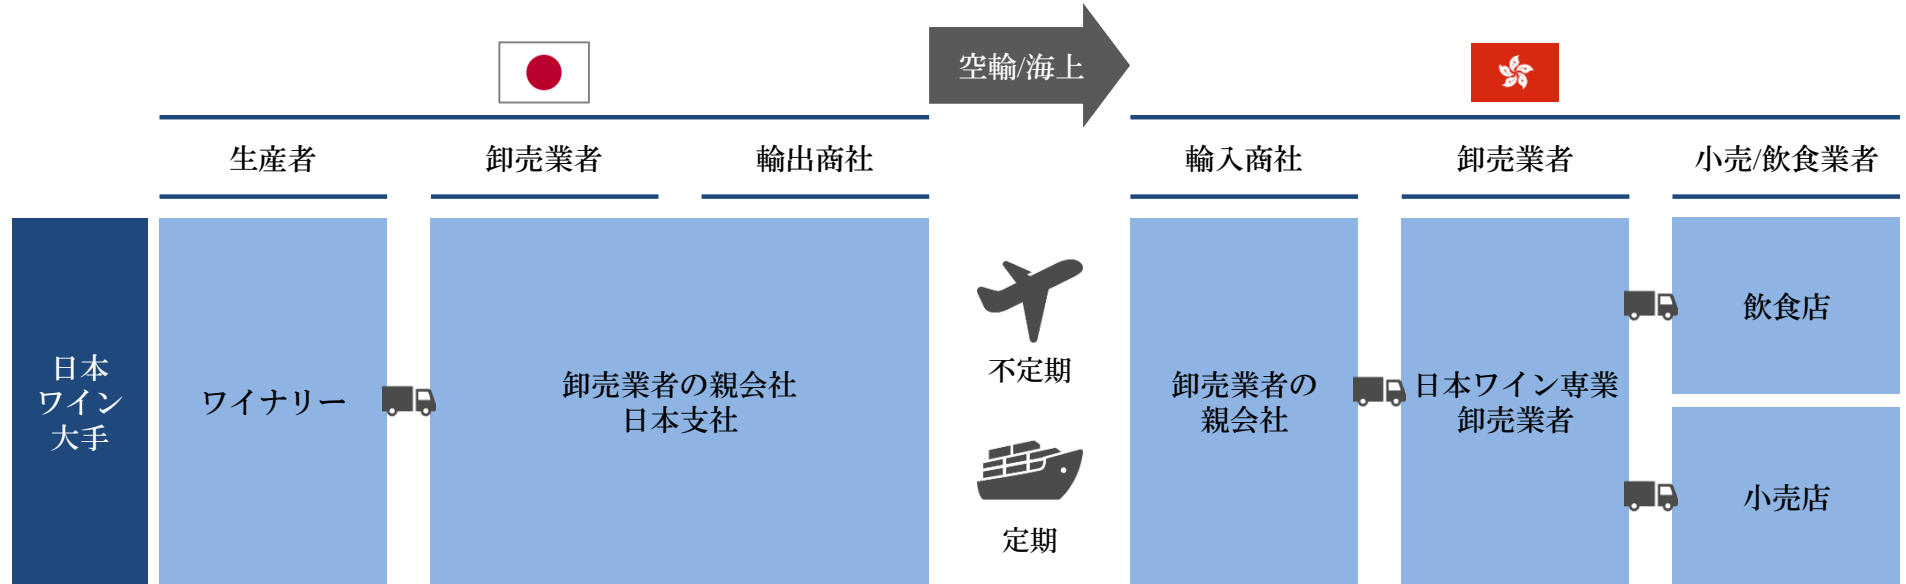 空輸/海上
生産者
卸売業者
輸出商社
輸入商社
卸売業者
小売/飲食業者
日本
ワイン
大手
ワイナリー
卸売業者の親会社
日本支社
不定期
定期
卸売業者の
親会社
日本ワイン専業
卸売業者
飲食店
小売店